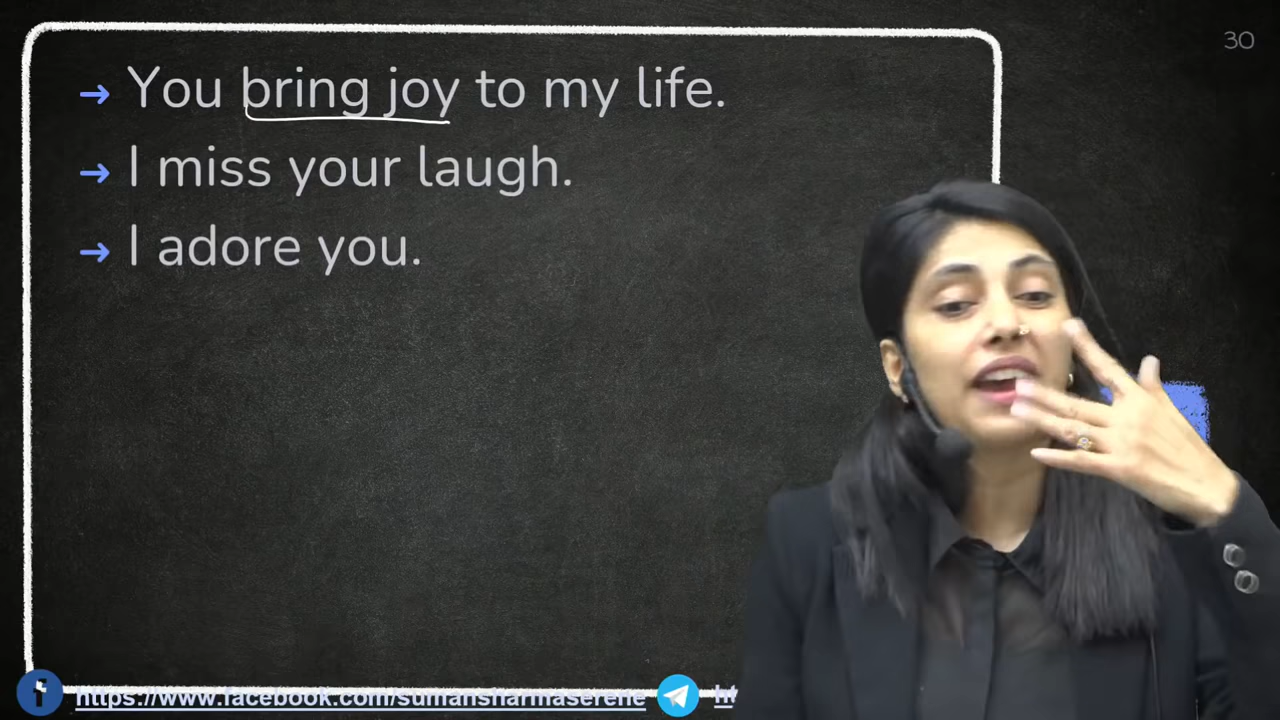 30
→ You bring joy to my life.
→ I miss your laugh.
→ I adore you.
https://www.facebook.com/sumansharmaserene